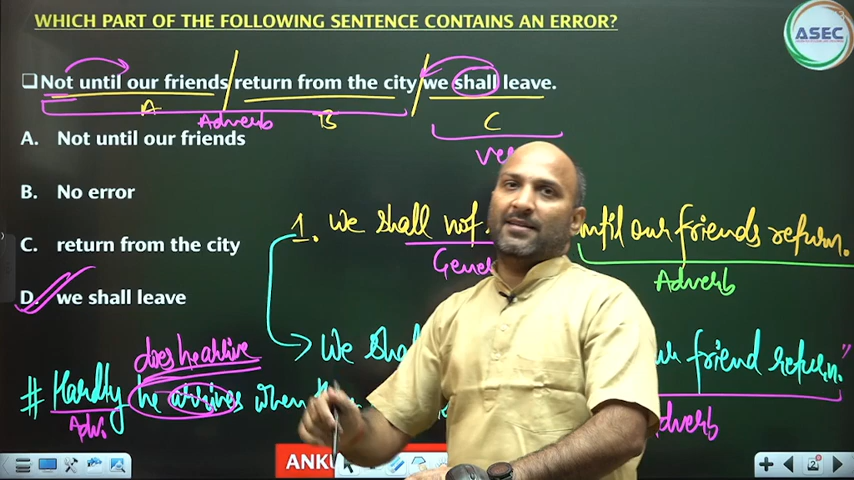 WHICH PART OF THE FOLLOWING SENTENCE CONTAINS AN ERROR?
ASEC
❑Not until our friends/return from the city/we shall leave.
A
Adverb
B
C
A. Not until our friends
B. No error
1. We shall not until our friends return.
C. return from the city
Adverb
D. we shall leave
does he arrive
We friend return."
# Hardly he arrives when
Adv.
Adverb
2